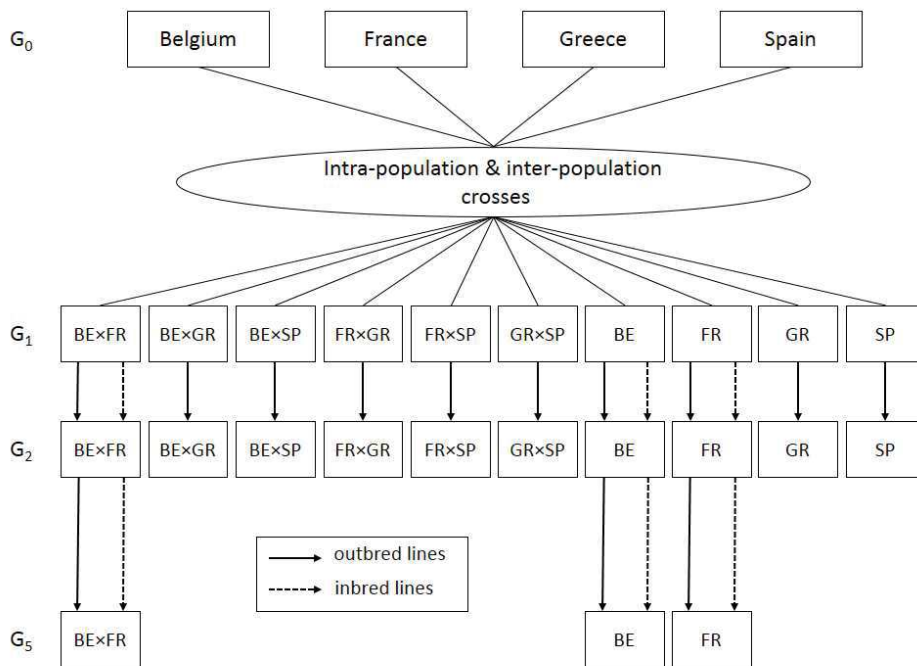 G₀ Belgium France Greece Spain
Intra-population & inter-population
crosses
G₁ BE×FR BE×GR BE×SP FR×GR FR×SP GR×SP BE FR GR SP
G₂ BE×FR BE×GR BE×SP FR×GR FR×SP GR×SP BE FR GR SP
outbred lines
inbred lines
G₅ BE×FR BE FR